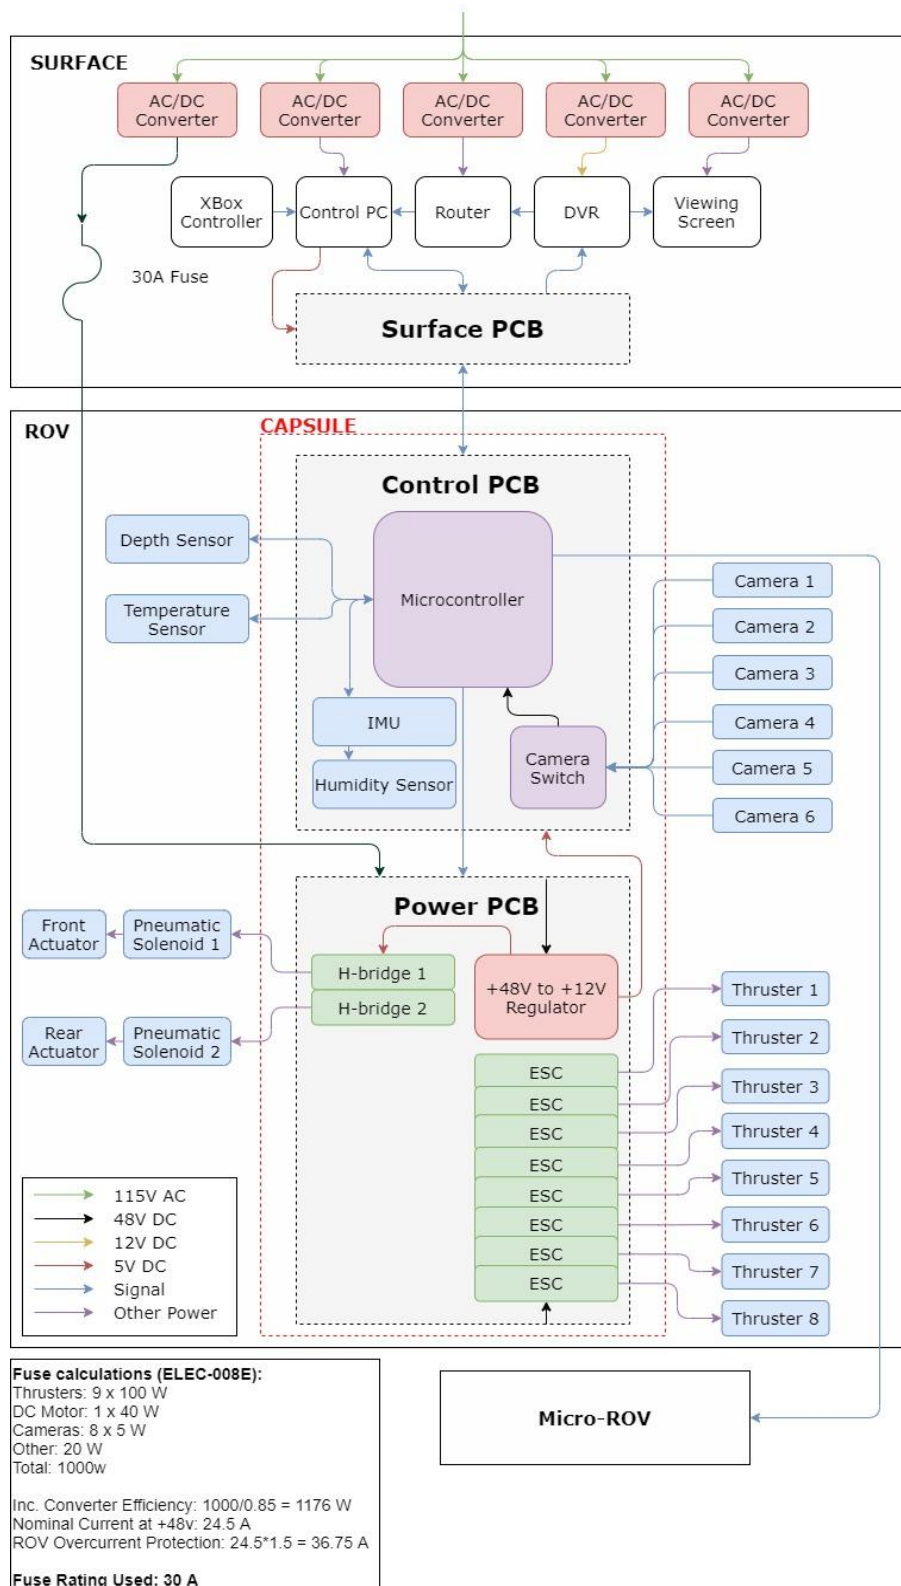 SURFACE
AC/DC
Converter
AC/DC
Converter
AC/DC
Converter
AC/DC
Converter
AC/DC
Converter
XBox
Controller
Control PC
Router
DVR
Viewing
Screen
30A Fuse
Surface PCB
ROV
CAPSULE
Control PCB
Depth Sensor
Microcontroller
Temperature
Sensor
Camera 1
Camera 2
Camera 3
Camera 4
Camera 5
Camera 6
IMU
Humidity Sensor
Camera
Switch
Power PCB
Front
Actuator
Pneumatic
Solenoid 1
H-bridge 1
H-bridge 2
+48V to +12V
Regulator
Rear
Actuator
Pneumatic
Solenoid 2
ESC
ESC
ESC
ESC
ESC
ESC
ESC
ESC
Thruster 1
Thruster 2
Thruster 3
Thruster 4
Thruster 5
Thruster 6
Thruster 7
Thruster 8
115V AC
48V DC
12V DC
5V DC
Signal
Other Power
Fuse calculations (ELEC-008E):
Thrusters: 9 x 100 W
DC Motor: 1 x 40 W
Cameras: 8 x 5 W
Other: 20 W
Total: 1000w
Inc. Converter Efficiency: 1000/0.85 = 1176 W
Nominal Current at +48v: 24.5 A
ROV Overcurrent Protection: 24.5*1.5 = 36.75 A
Fuse Rating Used: 30 A
Micro-ROV